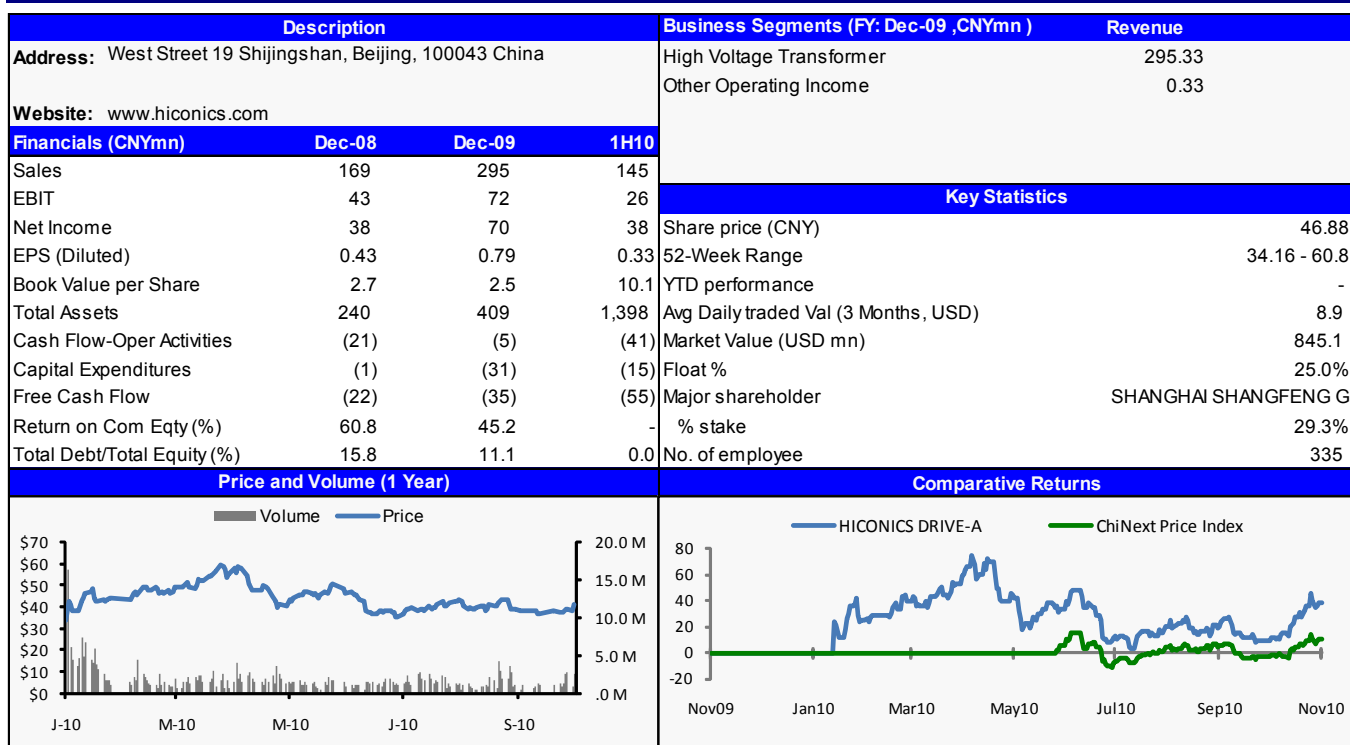 Description
Address: West Street 19 Shijingshan, Beijing, 100043 China
Website: www.hiconics.com
Financials (CNYmn) Dec-08 Dec-09 1H10
Sales 169 295 145
EBIT 43 72 26
Net Income 38 70 38
EPS (Diluted) 0.43 0.79 0.33
Book Value per Share 2.7 2.5 10.1
Total Assets 240 409 1,398
Cash Flow-Oper Activities (21) (5) (41)
Capital Expenditures (1) (31) (15)
Free Cash Flow (22) (35) (55)
Return on Com Eqty (%) 60.8 45.2 -
Total Debt/Total Equity (%) 15.8 11.1 0.0
Business Segments (FY: Dec-09 ,CNYmn ) Revenue
High Voltage Transformer 295.33
Other Operating Income 0.33
Key Statistics
Share price (CNY) 46.88
52-Week Range 34.16 - 60.8
YTD performance -
Avg Daily traded Val (3 Months, USD) 8.9
Market Value (USD mn) 845.1
Float % 25.0%
Major shareholder SHANGHAI SHANGFENG G
% stake 29.3%
No. of employee 335
Price and Volume (1 Year)
Volume Price
$70 20.0 M
$60
$50 15.0 M
$40 10.0 M
$30
$20 5.0 M
$10
$0 .0 M
J-10 M-10 M-10 J-10 S-10
Comparative Returns
HICONICS DRIVE-A ChiNext Price Index
80
60
40
20
0
-20
Nov09 Jan10 Mar10 May10 Jul10 Sep10 Nov10